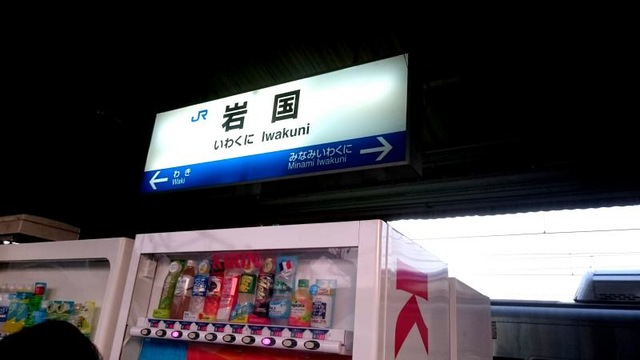 JR 岩国
いわくに Iwakuni
わき
Waki
みなみいわくに
Minami Iwakuni